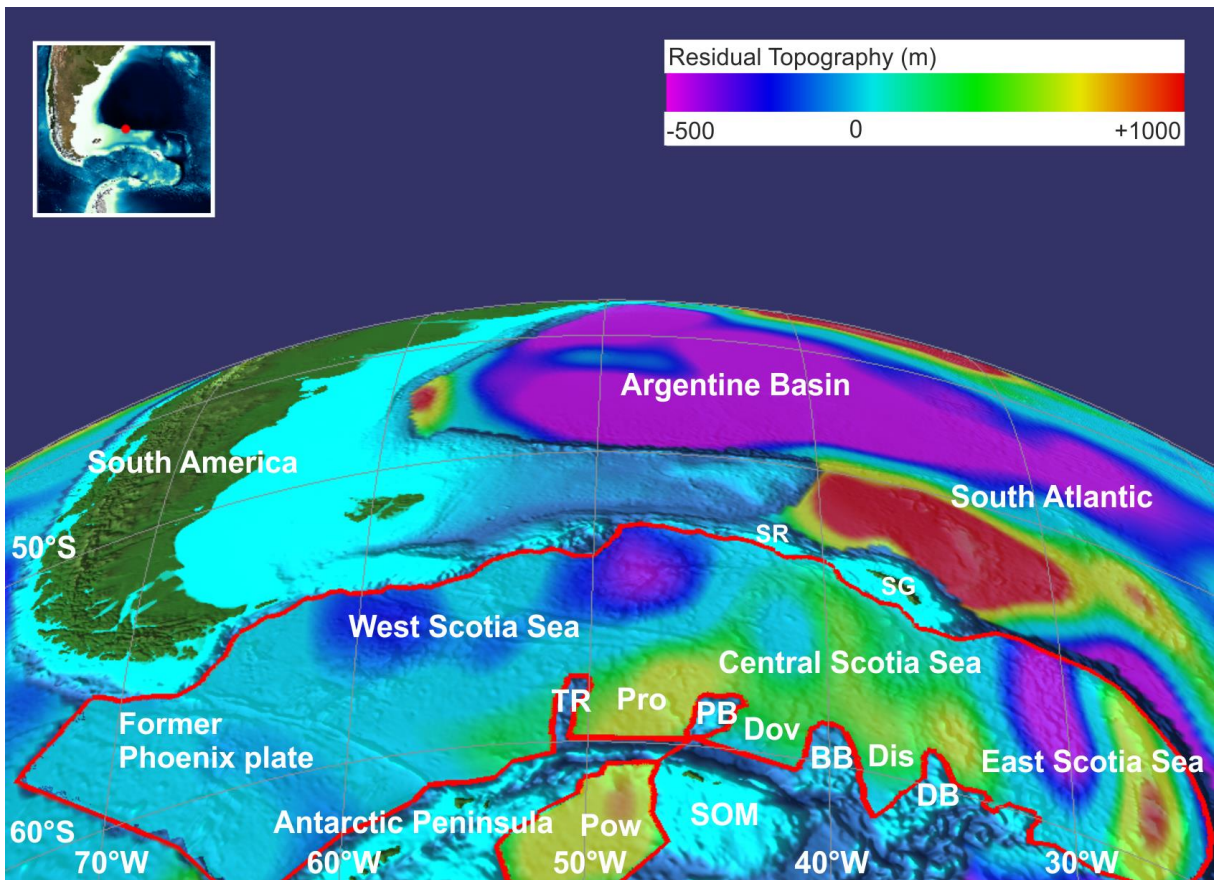 Residual Topography (m)
-500 0 +1000
Argentine Basin
South America
South Atlantic
50°S
SR
SG
West Scotia Sea
Central Scotia Sea
TR Pro PB Dov
Former
Phoenix plate
BB Dis
East Scotia Sea
DB
Antarctic Peninsula
Pow
SOM
60°S
70°W 60°W 50°W 40°W 30°W